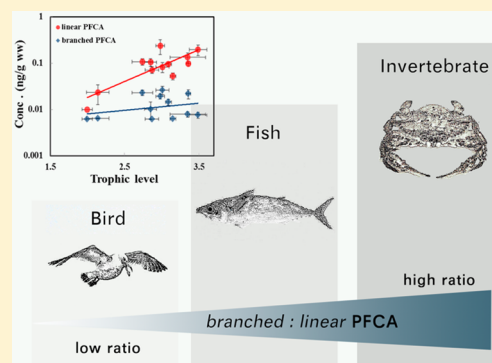 1
linear PFCA
branched PFCA
0.1
0.01
0.001
Conc. (ng/g ww)
1.5 2.5 3.5
Trophic level
Invertebrate
Fish
Bird
high ratio
branched : linear PFCA
low ratio